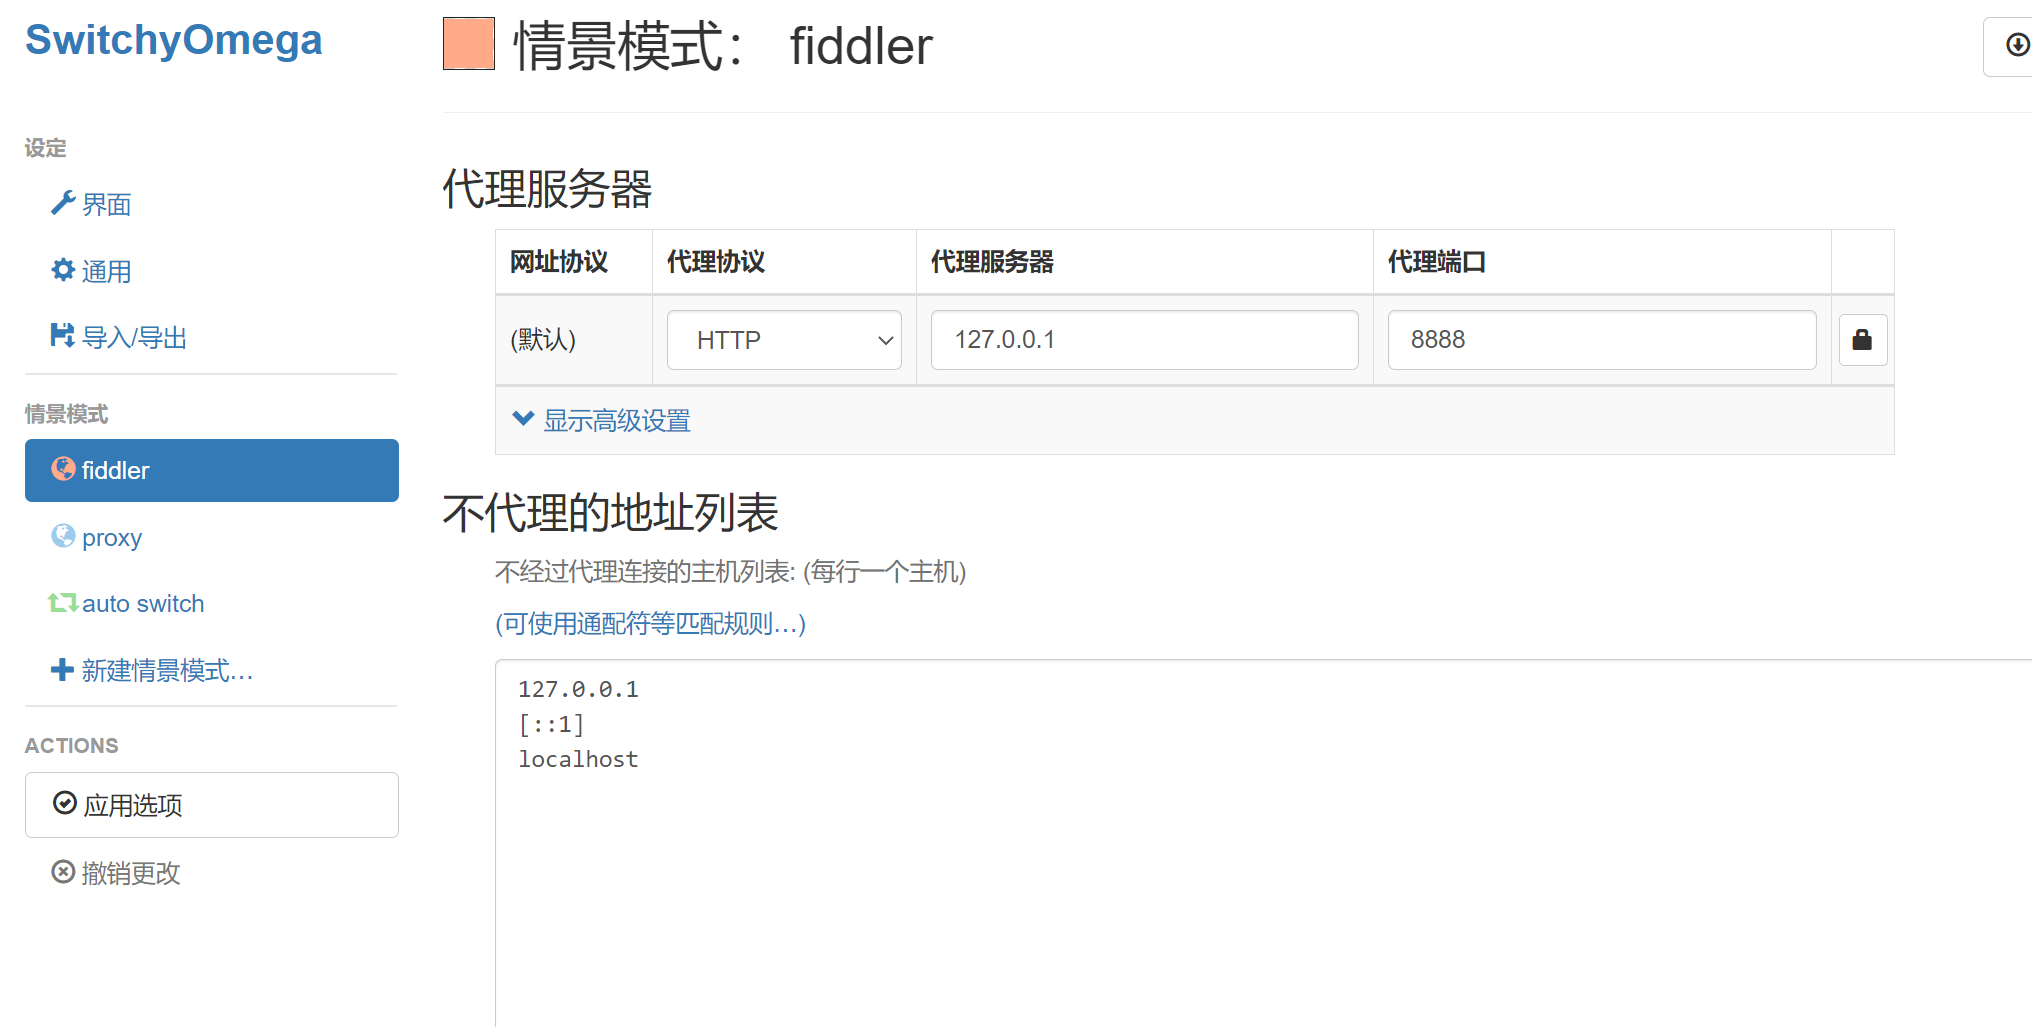 SwitchyOmega
设定
界面
通用
导入/导出
情景模式
fiddler
proxy
auto switch
新建情景模式…
ACTIONS
应用选项
撤销更改
情景模式： fiddler
代理服务器
网址协议 代理协议 代理服务器 代理端口
(默认) HTTP 127.0.0.1 8888
显示高级设置
不代理的地址列表
不经过代理连接的主机列表: (每行一个主机)
(可使用通配符等匹配规则…)
127.0.0.1
[::1]
localhost